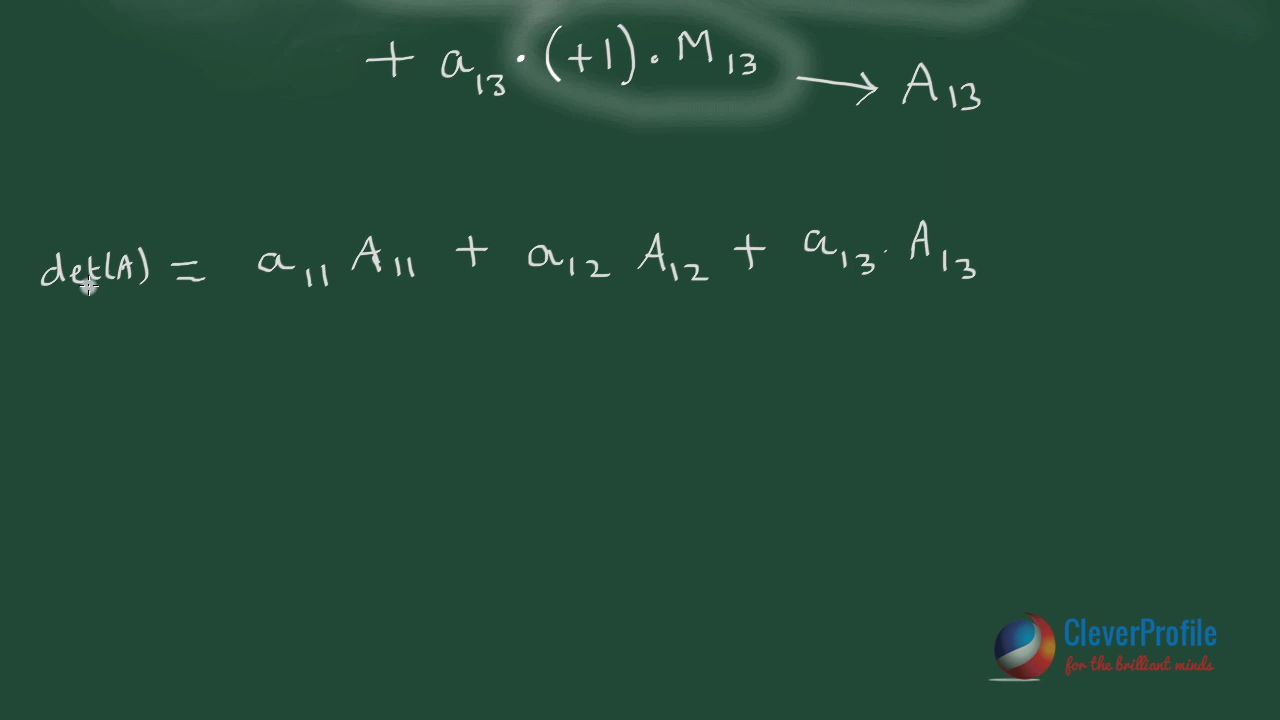 + a₁₃ · (+1) · M₁₃ → A₁₃
det(A) = a₁₁ A₁₁ + a₁₂ A₁₂ + a₁₃ · A₁₃
CleverProfile
for the brilliant minds